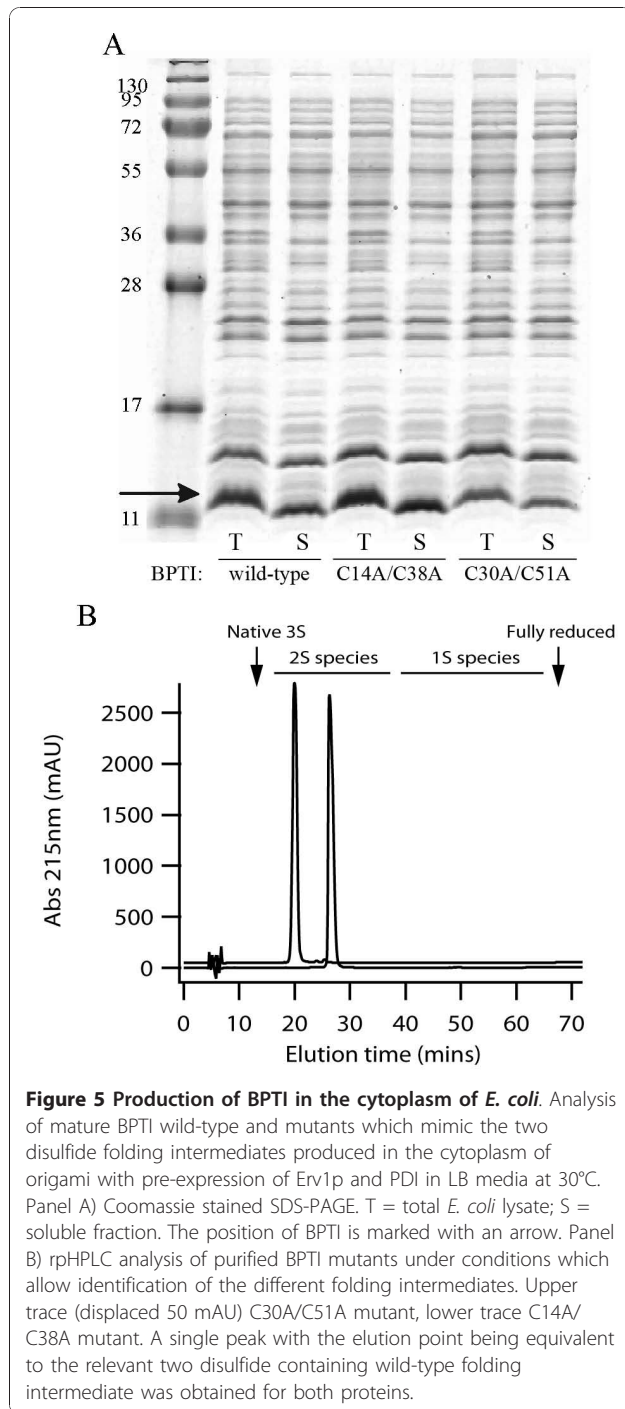 A
130
95
72
55
36
28
17
11
T S T S T S
BPTI: wild-type C14A/C38A C30A/C51A
B
Native 3S Fully reduced
2S species 1S species
2500
2000
1500
1000
500
0
Abs 215nm (mAU)
0 10 20 30 40 50 60 70
Elution time (mins)
Figure 5 Production of BPTI in the cytoplasm of E. coli. Analysis
of mature BPTI wild-type and mutants which mimic the two
disulfide folding intermediates produced in the cytoplasm of
origami with pre-expression of Erv1p and PDI in LB media at 30°C.
Panel A) Coomassie stained SDS-PAGE. T = total E. coli lysate; S =
soluble fraction. The position of BPTI is marked with an arrow. Panel
B) rpHPLC analysis of purified BPTI mutants under conditions which
allow identification of the different folding intermediates. Upper
trace (displaced 50 mAU) C30A/C51A mutant, lower trace C14A/
C38A mutant. A single peak with the elution point being equivalent
to the relevant two disulfide containing wild-type folding
intermediate was obtained for both proteins.